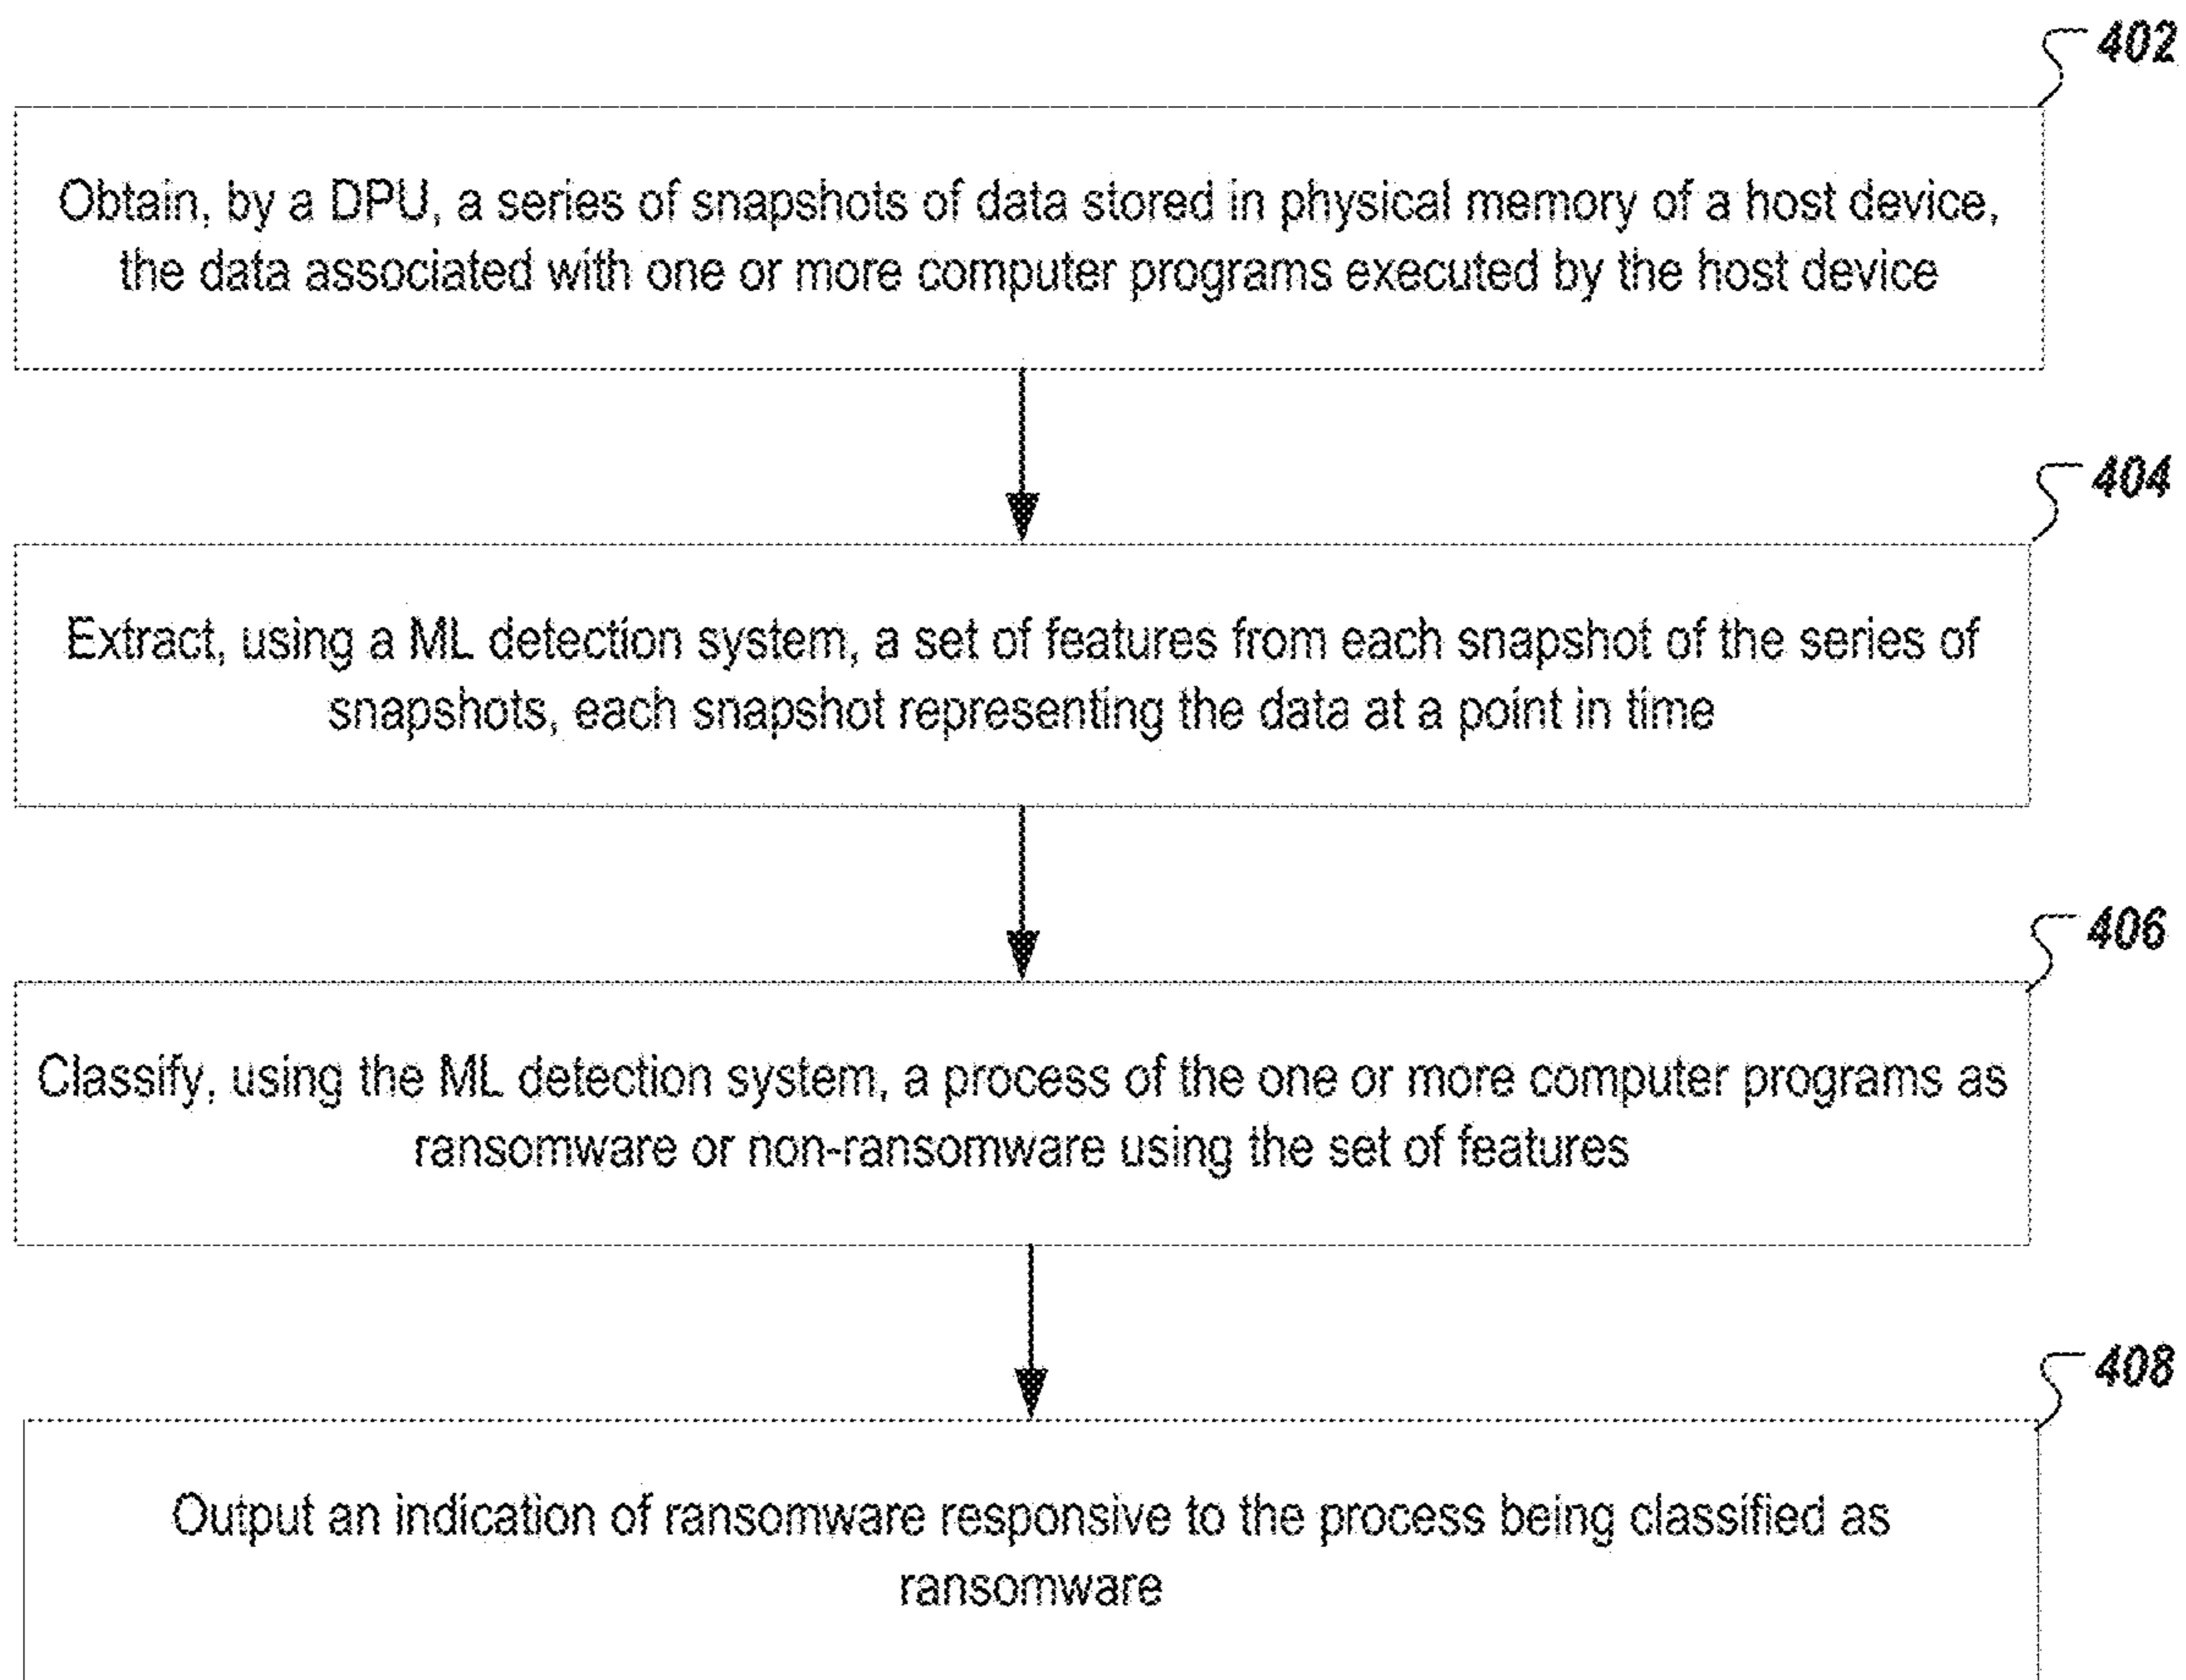 402
Obtain, by a DPU, a series of snapshots of data stored in physical memory of a host device,
the data associated with one or more computer programs executed by the host device
404
Extract, using a ML detection system, a set of features from each snapshot of the series of
snapshots, each snapshot representing the data at a point in time
406
Classify, using the ML detection system, a process of the one or more computer programs as
ransomware or non-ransomware using the set of features
408
Output an indication of ransomware responsive to the process being classified as
ransomware